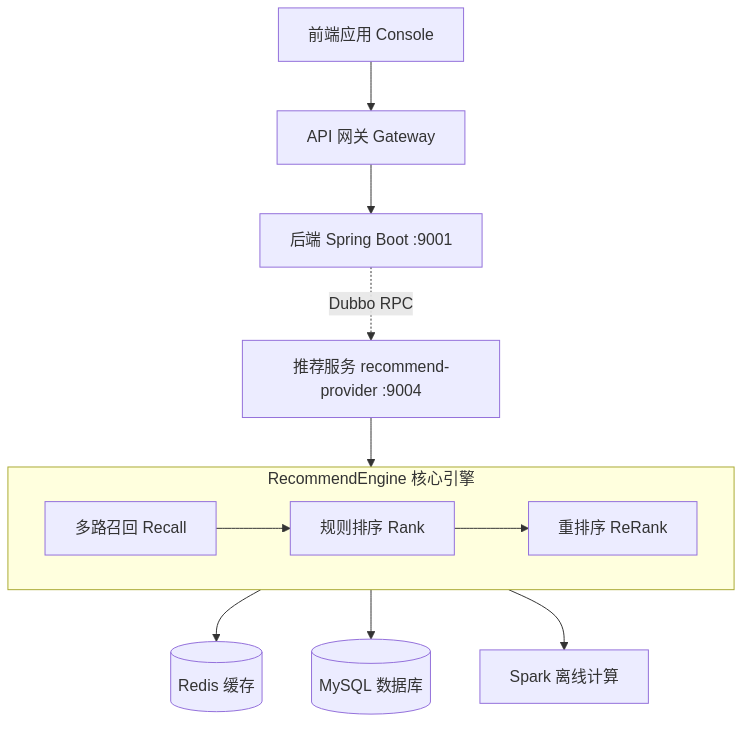 前端应用 Console
API 网关 Gateway
后端 Spring Boot :9001
Dubbo RPC
推荐服务 recommend-
provider :9004
RecommendEngine 核心引擎
多路召回 Recall
规则排序 Rank
重排序 ReRank
Redis 缓存
MySQL 数据库
Spark 离线计算